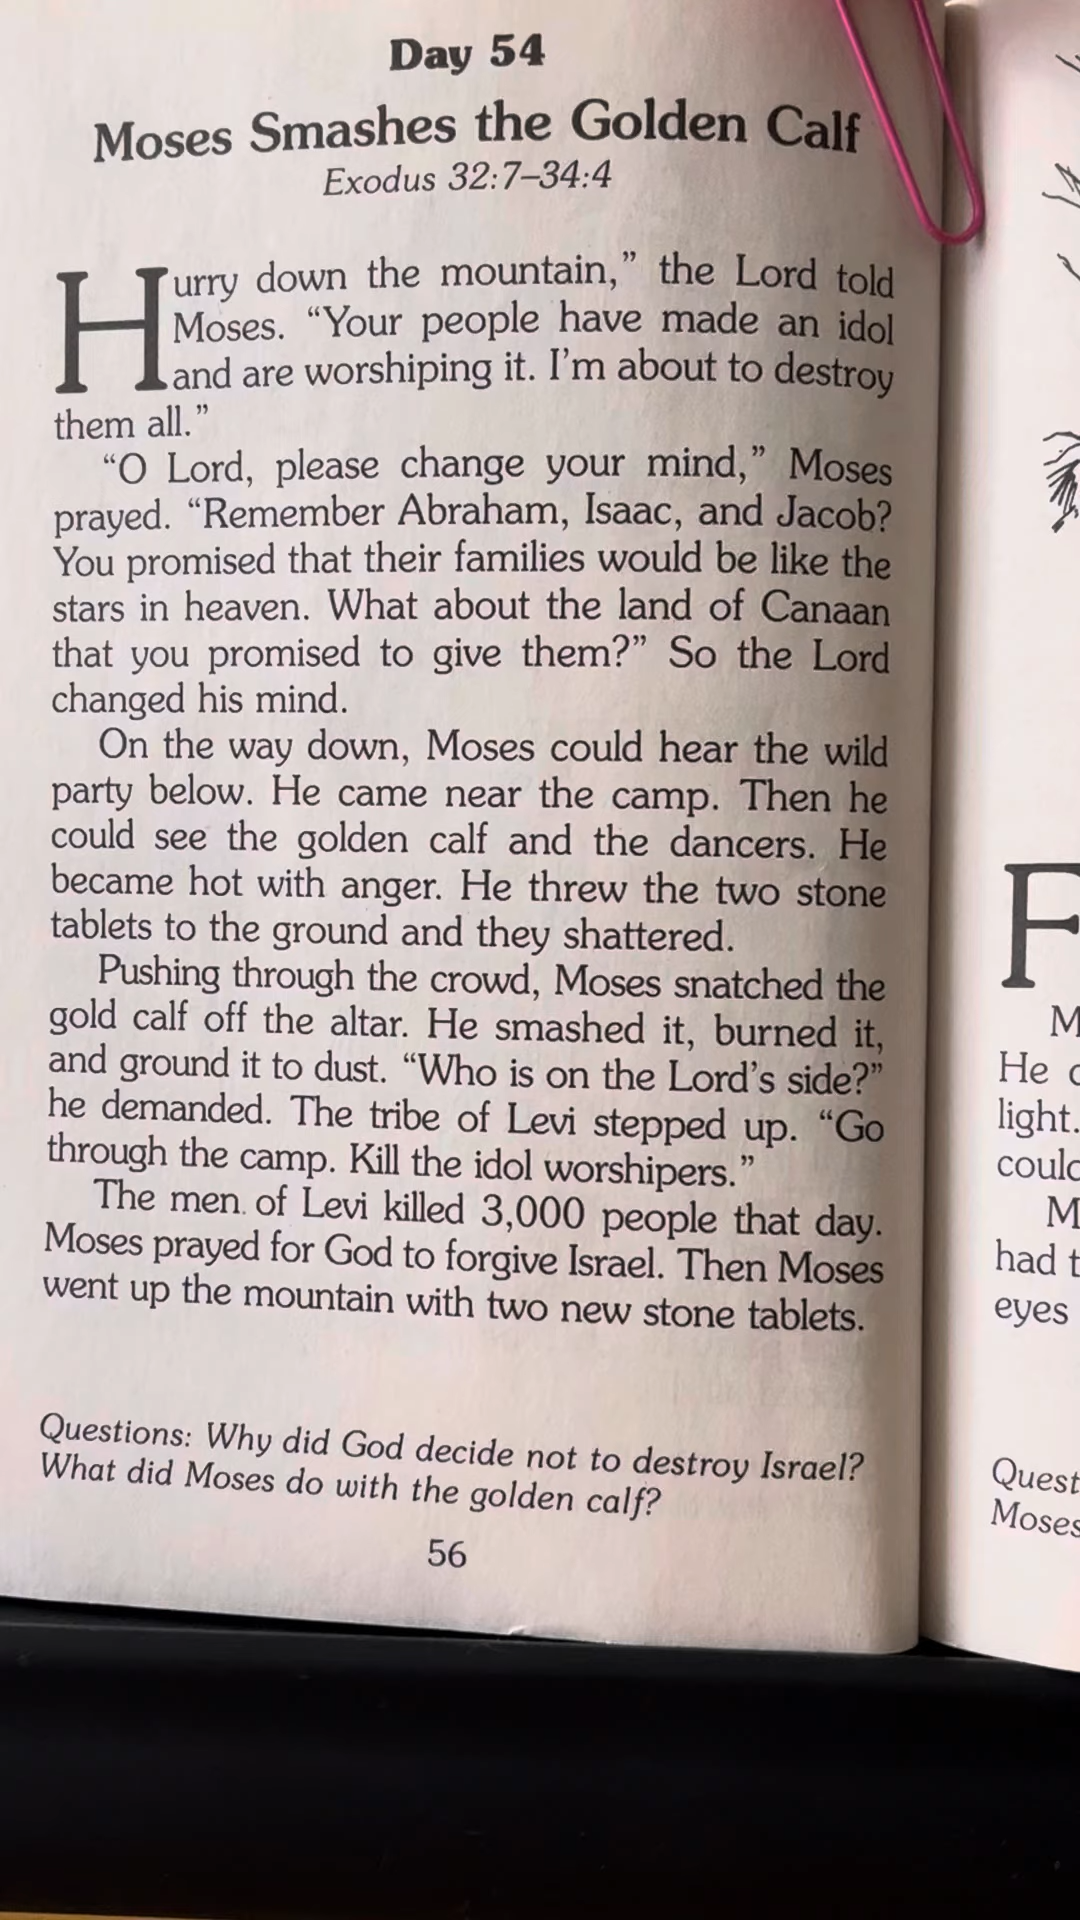 Day 54
Moses Smashes the Golden Calf
Exodus 32:7–34:4
Hurry down the mountain,” the Lord told
Moses. “Your people have made an idol
and are worshiping it. I’m about to destroy
them all.”
“O Lord, please change your mind,” Moses
prayed. “Remember Abraham, Isaac, and Jacob?
You promised that their families would be like the
stars in heaven. What about the land of Canaan
that you promised to give them?” So the Lord
changed his mind.
On the way down, Moses could hear the wild
party below. He came near the camp. Then he
could see the golden calf and the dancers. He
became hot with anger. He threw the two stone
tablets to the ground and they shattered.
Pushing through the crowd, Moses snatched the
gold calf off the altar. He smashed it, burned it,
and ground it to dust. “Who is on the Lord’s side?”
he demanded. The tribe of Levi stepped up. “Go
through the camp. Kill the idol worshipers.”
The men of Levi killed 3,000 people that day.
Moses prayed for God to forgive Israel. Then Moses
went up the mountain with two new stone tablets.
Questions: Why did God decide not to destroy Israel?
What did Moses do with the golden calf?
56
F
M
He
light.
M
had t
eyes
Quest
Moses